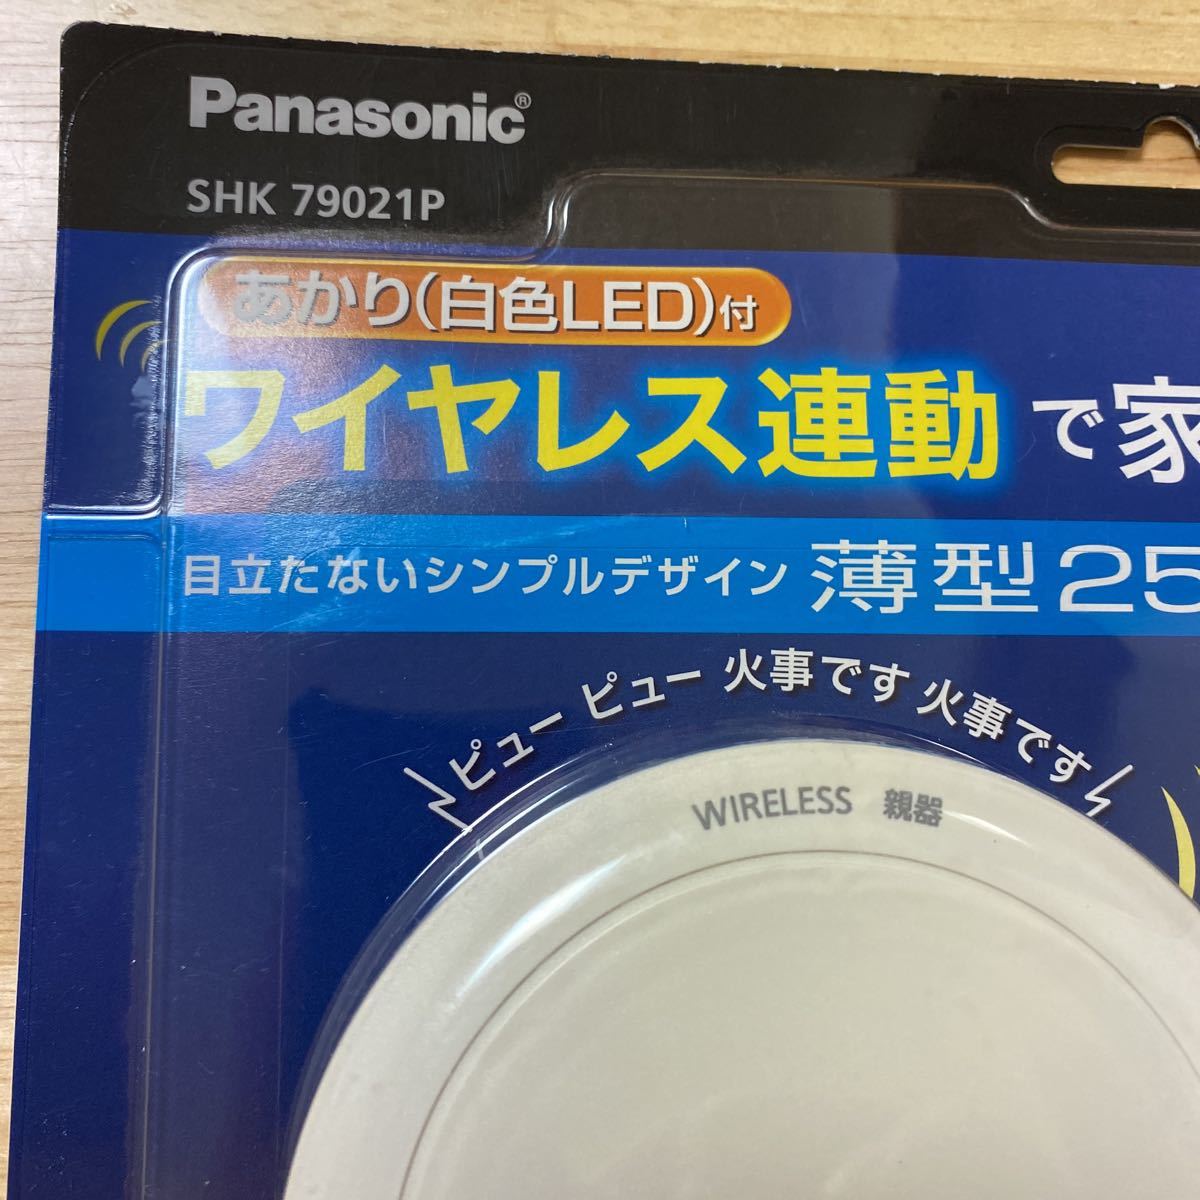 Panasonic®
SHK 79021P
あかり(白色LED)付
ワイヤレス連動で家
目立たないシンプルデザイン 薄型25
ピュー ピュー 火事です 火事です
WIRELESS 親器